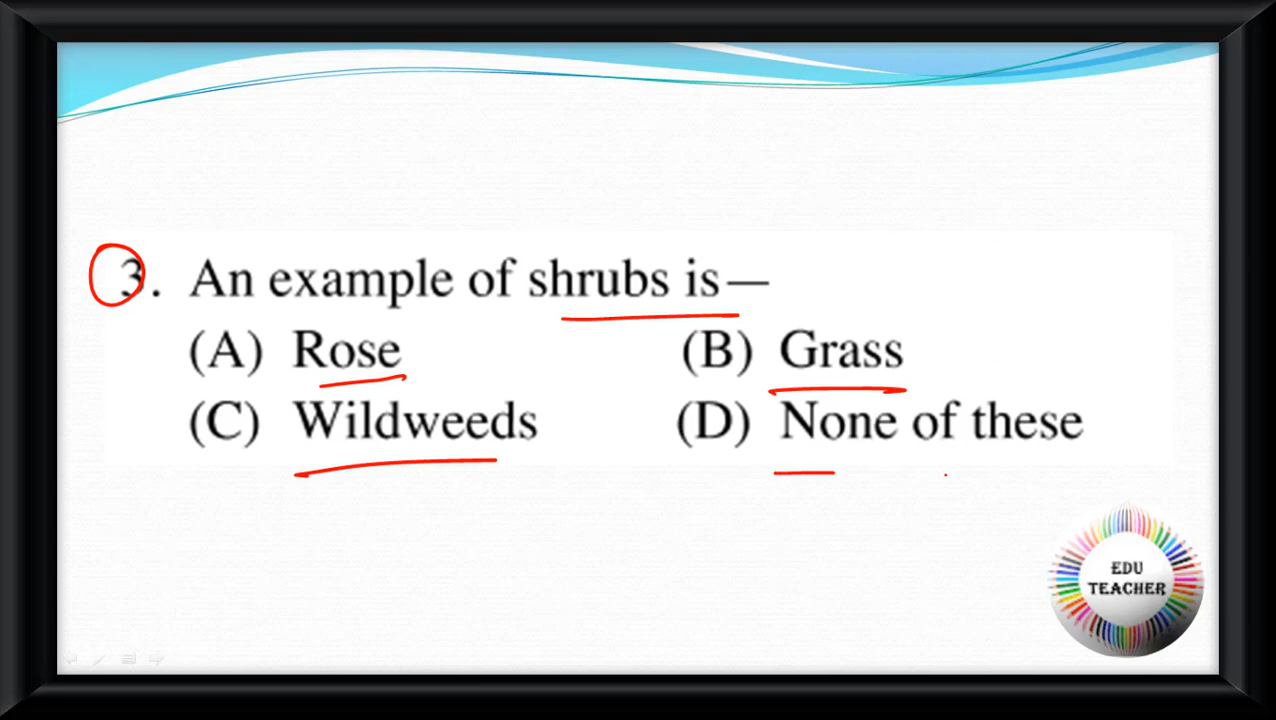 3. An example of shrubs is—
(A) Rose (B) Grass
(C) Wildweeds (D) None of these
EDU
TEACHER